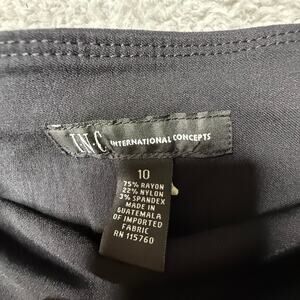 I·N·C INTERNATIONAL CONCEPTS
10
75% RAYON
22% NYLON
3% SPANDEX
MADE IN
GUATEMALA
OF IMPORTED
FABRIC
RN 115760